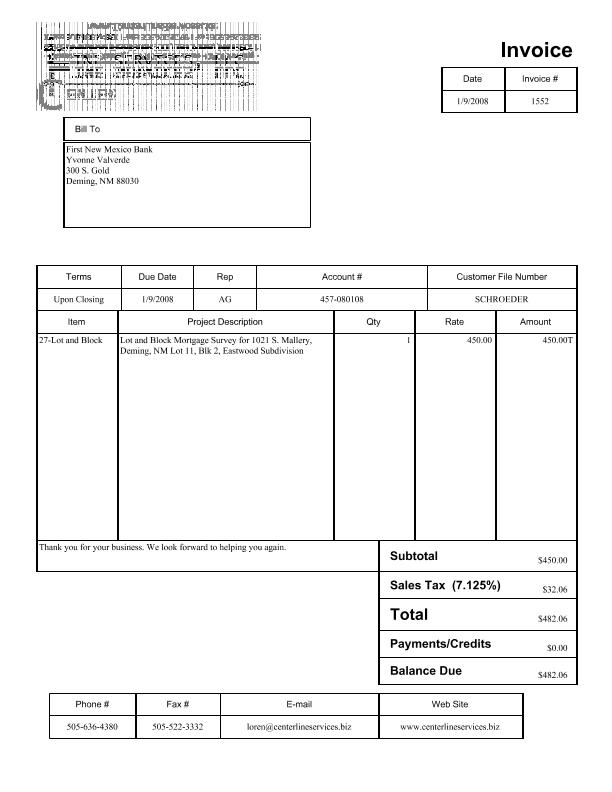 Invoice
Date Invoice #
1/9/2008 1552
Bill To
First New Mexico Bank
Yvonne Valverde
300 S. Gold
Deming, NM 88030
Terms Due Date Rep Account # Customer File Number
Upon Closing 1/9/2008 AG 457-080108 SCHROEDER
Item Project Description Qty Rate Amount
27-Lot and Block Lot and Block Mortgage Survey for 1021 S. Mallery, 1 450.00 450.00T
Deming, NM Lot 11, Blk 2, Eastwood Subdivision
Thank you for your business. We look forward to helping you again.
Subtotal $450.00
Sales Tax (7.125%) $32.06
Total $482.06
Payments/Credits $0.00
Balance Due $482.06
Phone # Fax # E-mail Web Site
505-636-4380 505-522-3332 loren@centerlineservices.biz www.centerlineservices.biz